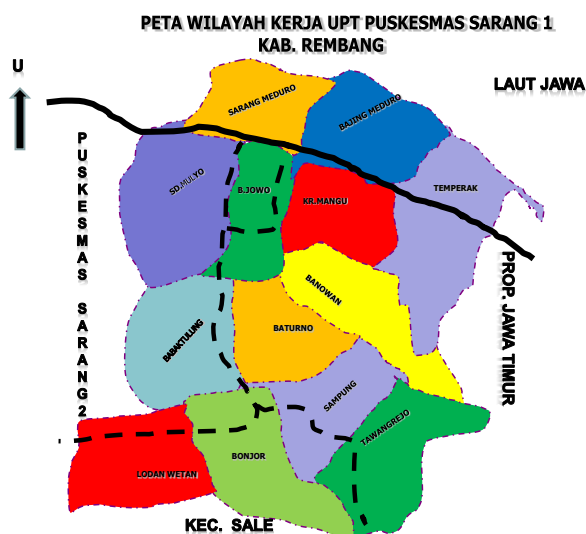 PETA WILAYAH KERJA UPT PUSKESMAS SARANG 1
KAB. REMBANG
U
LAUT JAWA
SARANG MEDURO
BAJING MEDURO
PUSKESMAS SARANG 2
SD.MULYO
B.JOWO
KR.MANGU
TEMPERAK
PROP. JAWA TIMUR
BANOWAN
BABAKTULUNG
BATURNO
SAMPUNG
TAWANGREJO
BONJOR
LODAN WETAN
KEC. SALE